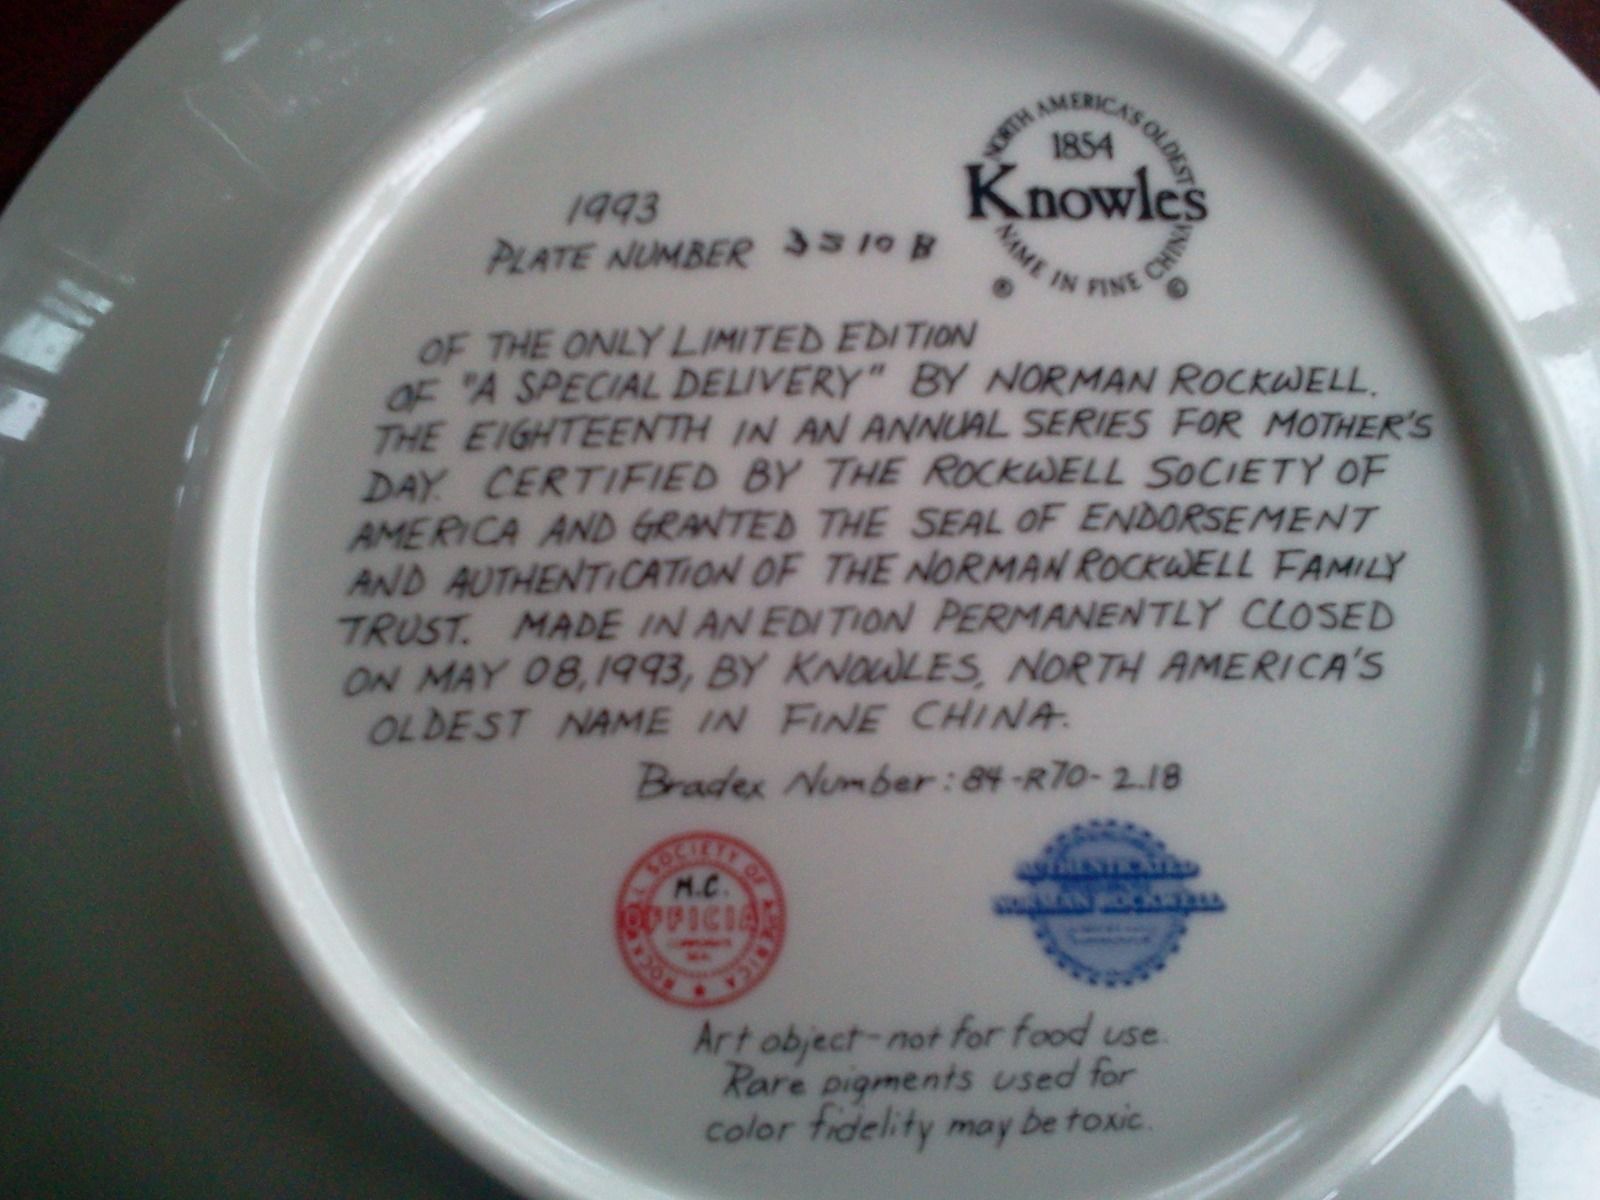 NORTH AMERICA'S OLDEST
1854
Knowles
NAME IN FINE CHINA
® ©
1993
PLATE NUMBER
OF THE ONLY LIMITED EDITION
OF "A SPECIAL DELIVERY" BY NORMAN ROCKWELL.
THE EIGHTEENTH IN AN ANNUAL SERIES FOR MOTHER'S
DAY. CERTIFIED BY THE ROCKWELL SOCIETY OF
AMERICA AND GRANTED THE SEAL OF ENDORSEMENT
AND AUTHENTICATION OF THE NORMAN ROCKWELL FAMILY
TRUST. MADE IN AN EDITION PERMANENTLY CLOSED
ON MAY 08, 1993, BY KNOWLES, NORTH AMERICA'S
OLDEST NAME IN FINE CHINA.
Bradex Number: 84-R70-2.18
SOCIETY OF AMERICA
M.C.
OFFICIAL
AUTHENTICATED
NORMAN ROCKWELL
Art object-not for food use.
Rare pigments used for
color fidelity may be toxic.